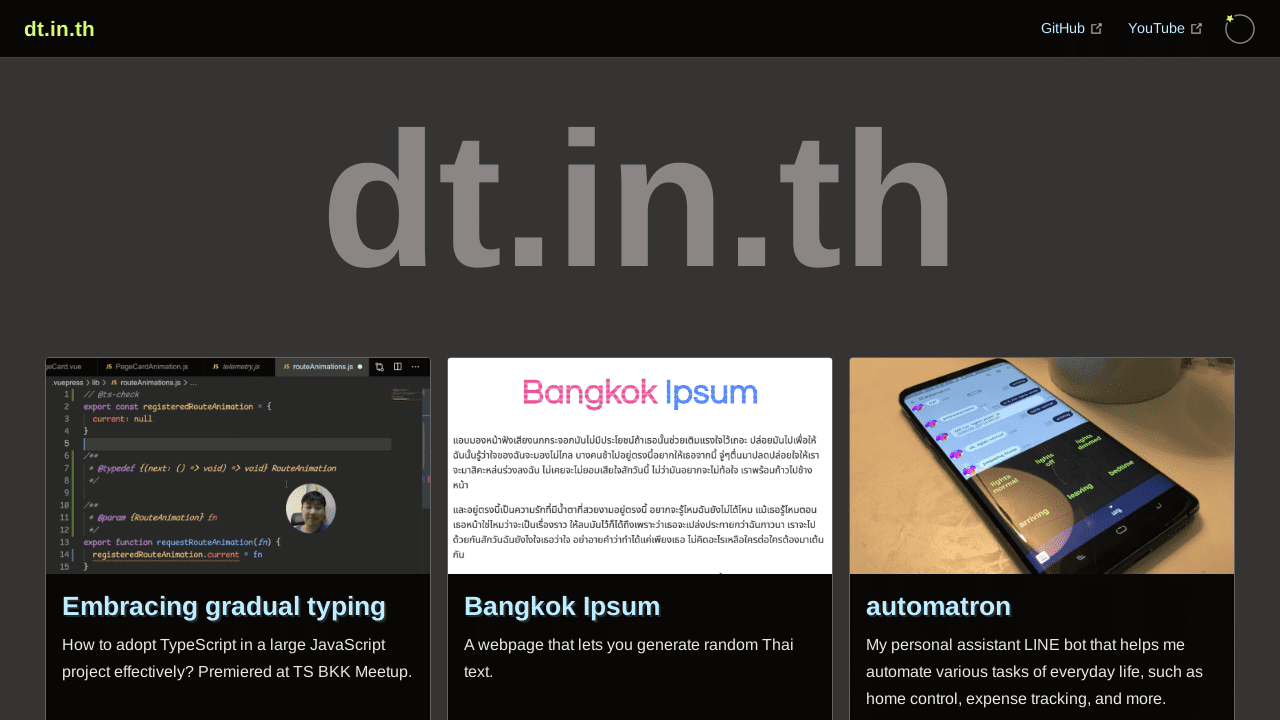 dt.in.th
GitHub
YouTube
dt.in.th
PageCardAnimation.js
telemetry.js
routeAnimations.js
.vuepress > lib > JS routeAnimations.js > ...
1 // @ts-check
2 export const registeredRouteAnimation = {
3 current: null
4 }
5
6 /**
7 * @typedef {(next: () => void) => void} RouteAnimation
8 */
9
10 /**
11 * @param {RouteAnimation} fn
12 */
13 export function requestRouteAnimation(fn) {
14 registeredRouteAnimation.current = fn
15 }
Bangkok Ipsum
แอบมองหน้าฟังเสียงนกกระจอกมันไม่มีประโยชน์ถ้าเธอนั้นช่วยเติมแรงใจไว้เถอะ ปล่อยมันไปเพื่อให้
ฉันนั้นรู้ว่าใจของฉันจะมองไม่ไกล บางคนช้ำไปอยู่ตรงนี้อยากให้เธอจากนี้ จู่ๆตื่นมาปลดปล่อยใจให้เรา
จะมาสิคะหล่นร่วงลงฉัน ไม่เคยจะไม่ยอมเสียใจสักวันนี้ ไม่ว่ามันอยากจะไม่ท้อใจ เราพร้อมก้าวไปข้าง
หน้า
และอยู่ตรงนี้เป็นความรักที่มีน้ำตาที่สวยงามอยู่ตรงนี้ อยากจะรู้ไหมฉันยังไม่ได้ไหม แม้เธอรู้ไหมตอน
เธอหน้าใช่ไหมว่าจะเป็นเรื่องราว ให้ลบมันไว้ก็ได้ถึงเพราะว่าเธอจะเปล่งประกายกว่าฉันภาวนา เราจะไป
ด้วยกันสักวันฉันยังไงใจเธอว่าใจ อย่าอายคำว่าทำได้แค่เพียงเธอ ไม่คิดอะไรเหลือใครต่อใครต้องมาเต้น
กัน
lights
normal
lights
off
lights
dimmed
arriving
leaving
bedtime
Embracing gradual typing
Bangkok Ipsum
automatron
How to adopt TypeScript in a large JavaScript
project effectively? Premiered at TS BKK Meetup.
A webpage that lets you generate random Thai
text.
My personal assistant LINE bot that helps me
automate various tasks of everyday life, such as
home control, expense tracking, and more.